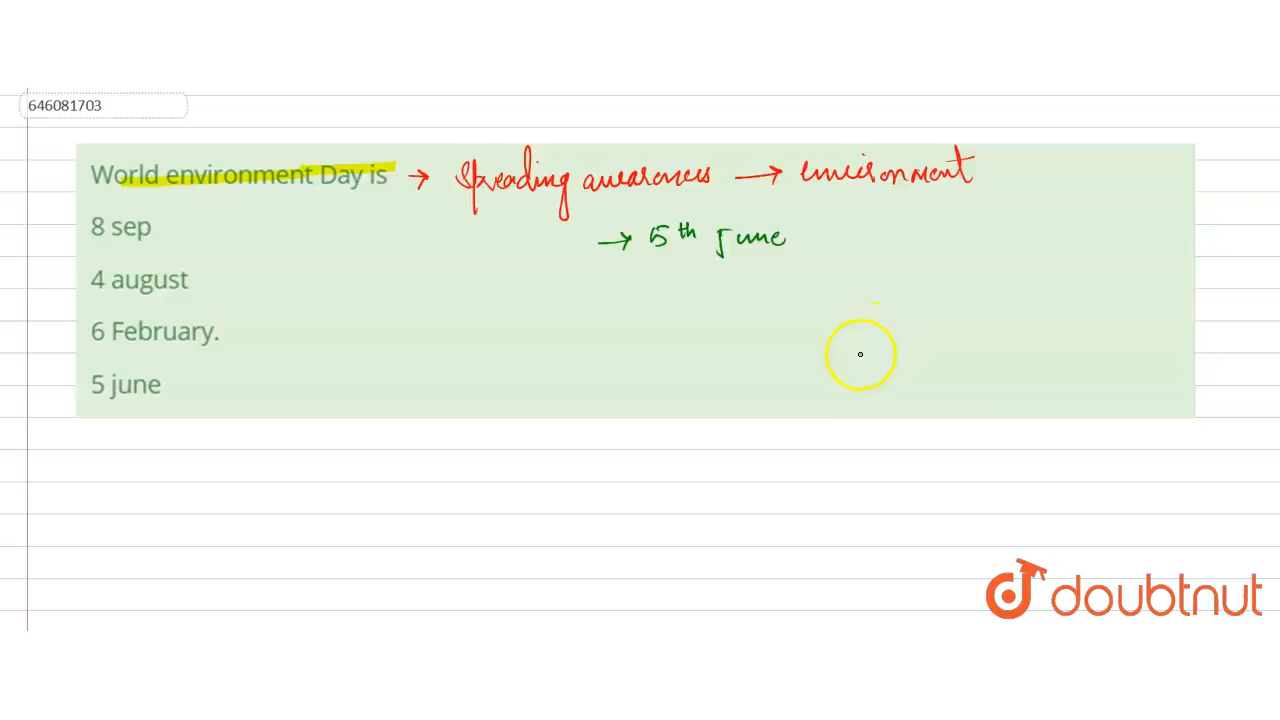 646081703
World environment Day is → Spreading awareness → environment
8 sep → 5th June
4 august
6 February.
5 june
doubtnut